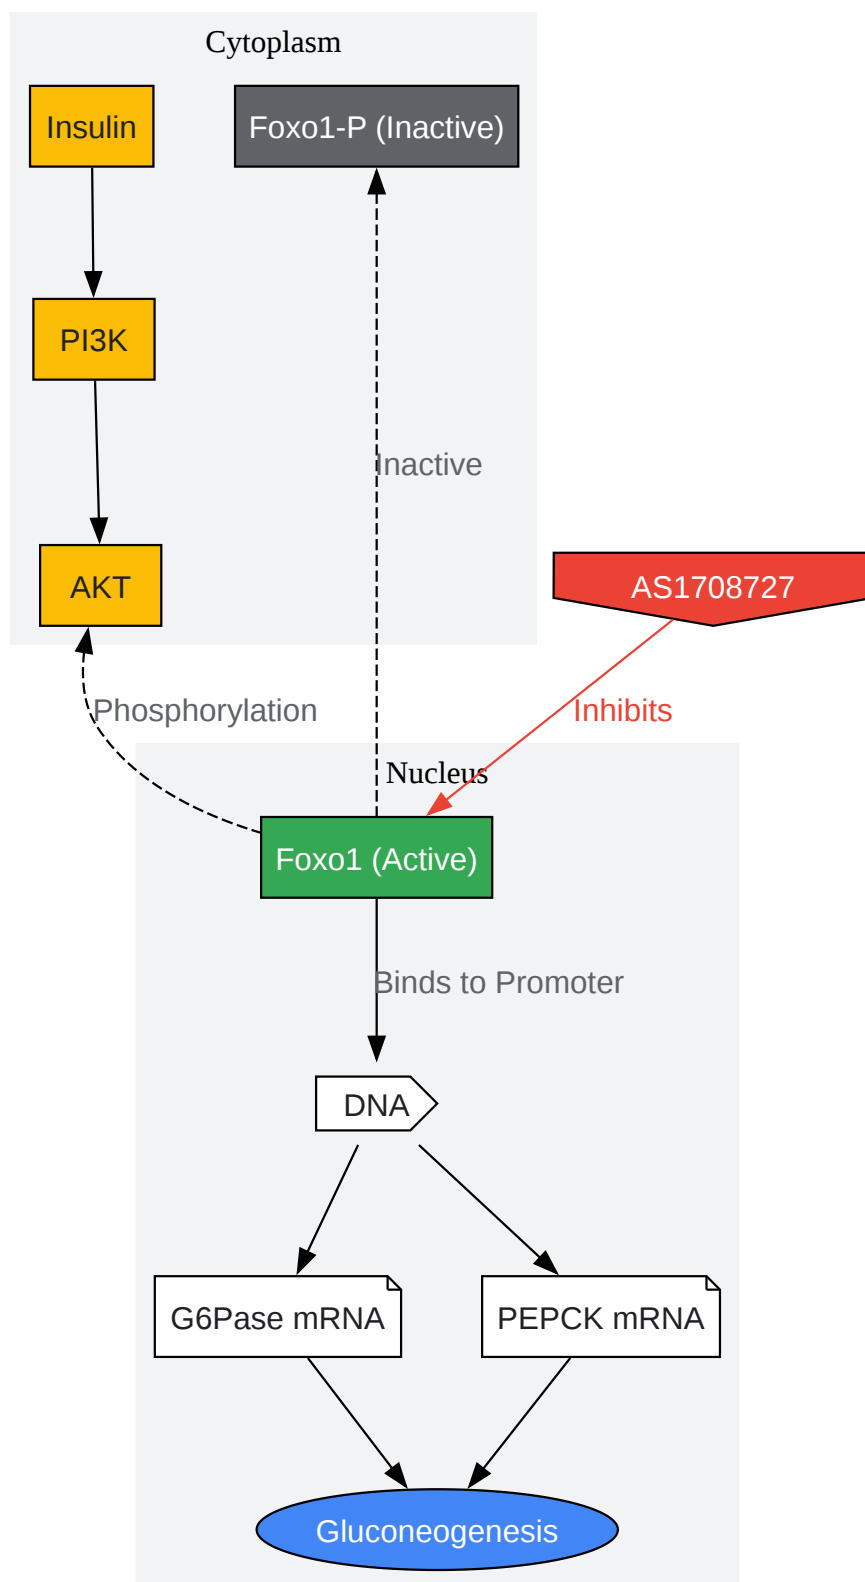 Cytoplasm
Insulin
Foxo1-P (Inactive)
PI3K
Inactive
AKT
AS1708727
Phosphorylation
Inhibits
Nucleus
Foxo1 (Active)
Binds to Promoter
DNA
G6Pase mRNA
PEPCK mRNA
Gluconeogenesis